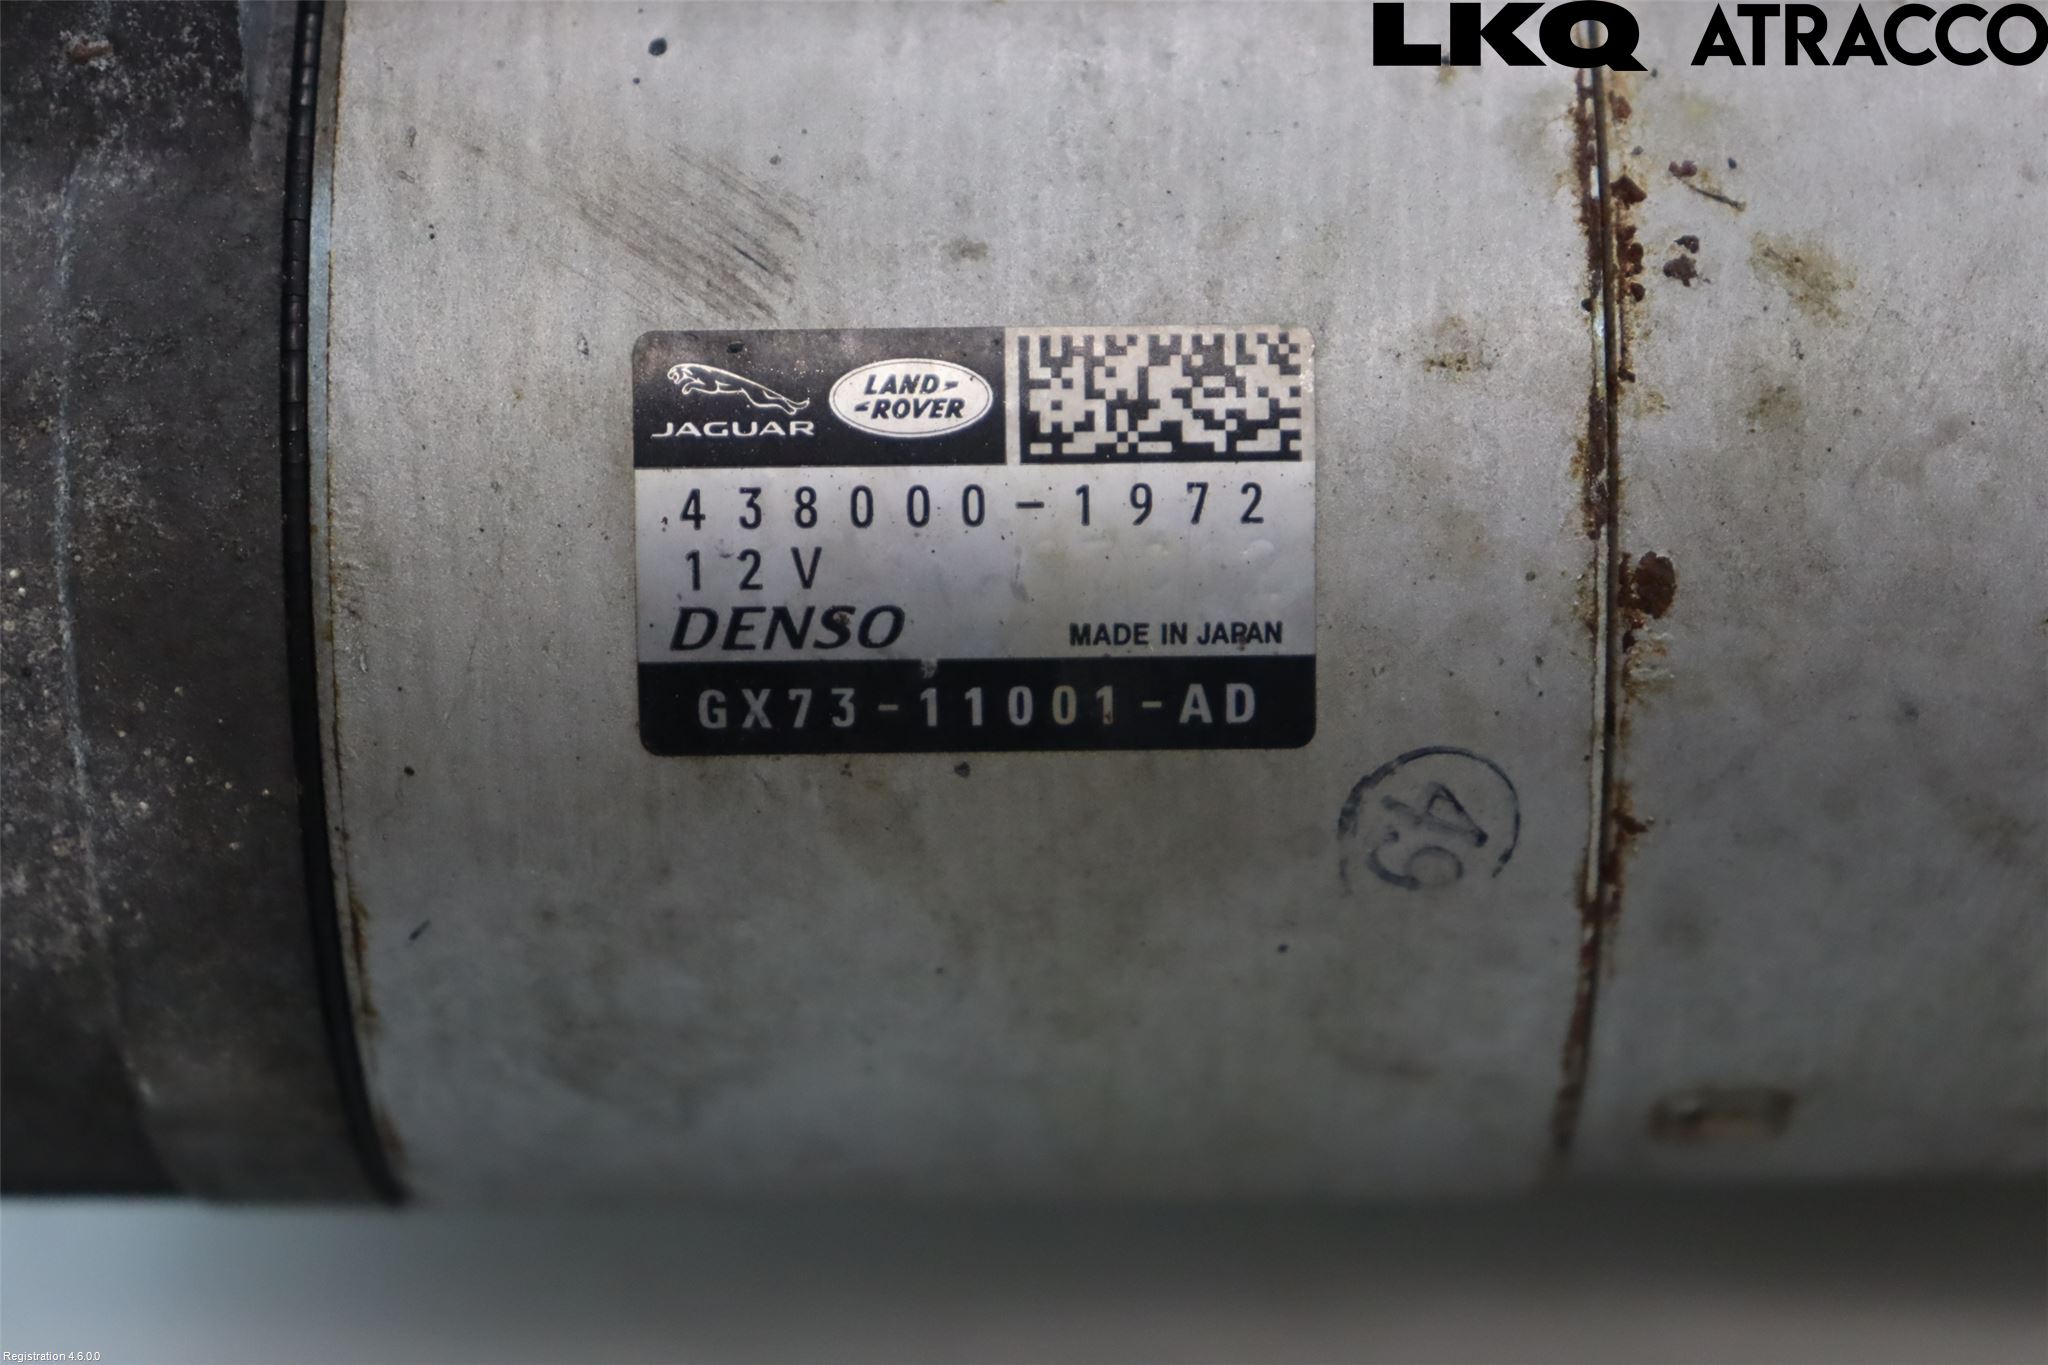 LKQ ATRACCO
JAGUAR
LAND-
-ROVER
438000-1972
12V
DENSO
MADE IN JAPAN
GX73-11001-AD
45
Registration 4.6.0.0